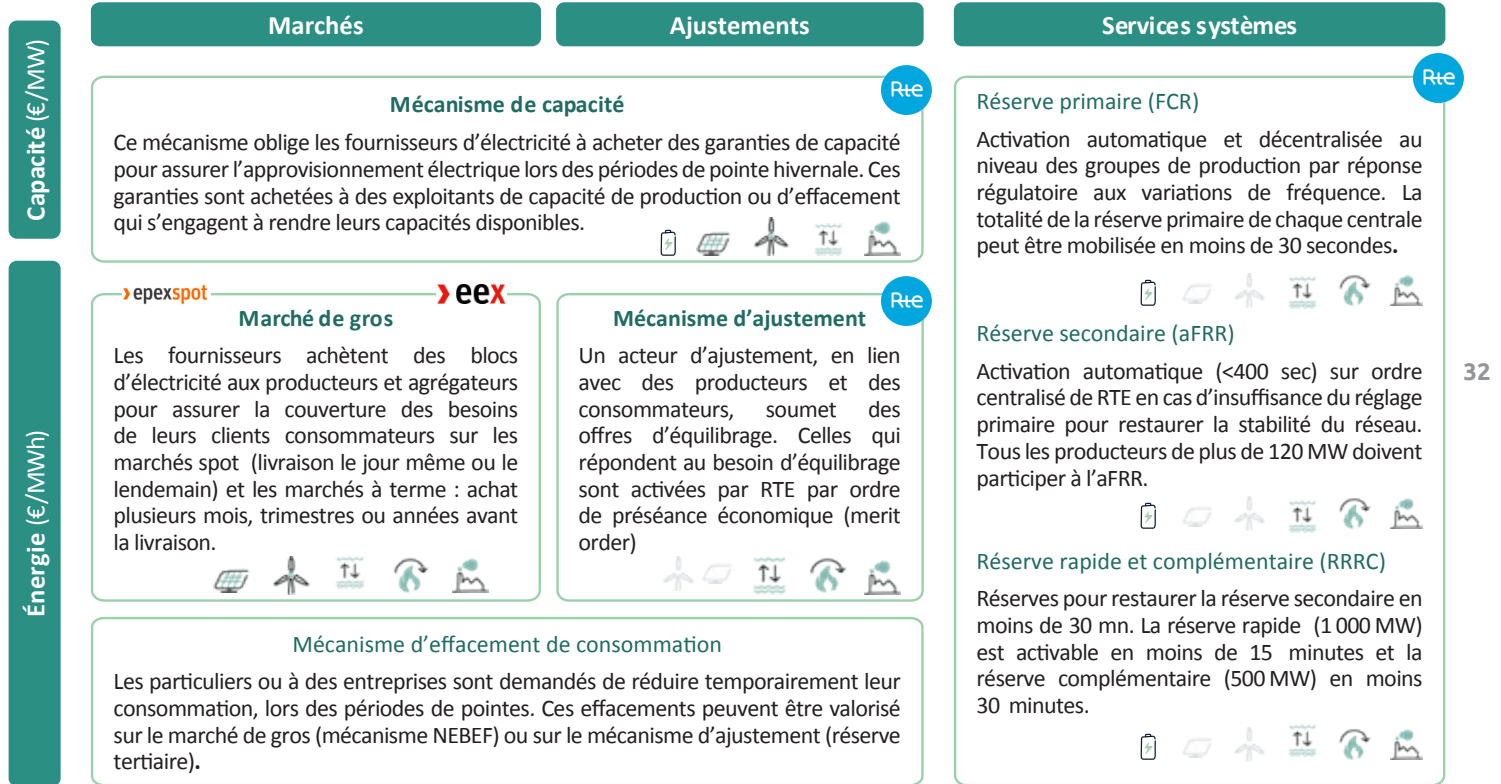 Marchés
Ajustements
Services systèmes
Capacité (€/MW)
Énergie (€/MWh)
Rte
Mécanisme de capacité
Ce mécanisme oblige les fournisseurs d’électricité à acheter des garanties de capacité
pour assurer l’approvisionnement électrique lors des périodes de pointe hivernale. Ces
garanties sont achetées à des exploitants de capacité de production ou d’effacement
qui s’engagent à rendre leurs capacités disponibles.
epexspot
eex
Marché de gros
Les fournisseurs achètent des blocs
d’électricité aux producteurs et agrégateurs
pour assurer la couverture des besoins
de leurs clients consommateurs sur les
marchés spot (livraison le jour même ou le
lendemain) et les marchés à terme : achat
plusieurs mois, trimestres ou années avant
la livraison.
Rte
Mécanisme d’ajustement
Un acteur d’ajustement, en lien
avec des producteurs et des
consommateurs, soumet des
offres d’équilibrage. Celles qui
répondent au besoin d’équilibrage
sont activées par RTE par ordre
de préséance économique (merit
order)
Mécanisme d’effacement de consommation
Les particuliers ou à des entreprises sont demandés de réduire temporairement leur
consommation, lors des périodes de pointes. Ces effacements peuvent être valorisé
sur le marché de gros (mécanisme NEBEF) ou sur le mécanisme d’ajustement (réserve
tertiaire).
Rte
Réserve primaire (FCR)
Activation automatique et décentralisée au
niveau des groupes de production par réponse
régulatoire aux variations de fréquence. La
totalité de la réserve primaire de chaque centrale
peut être mobilisée en moins de 30 secondes.
Réserve secondaire (aFRR)
Activation automatique (<400 sec) sur ordre
centralisé de RTE en cas d’insuffisance du réglage
primaire pour restaurer la stabilité du réseau.
Tous les producteurs de plus de 120 MW doivent
participer à l’aFRR.
Réserve rapide et complémentaire (RRRC)
Réserves pour restaurer la réserve secondaire en
moins de 30 mn. La réserve rapide (1 000 MW)
est activable en moins de 15 minutes et la
réserve complémentaire (500 MW) en moins
30 minutes.
32